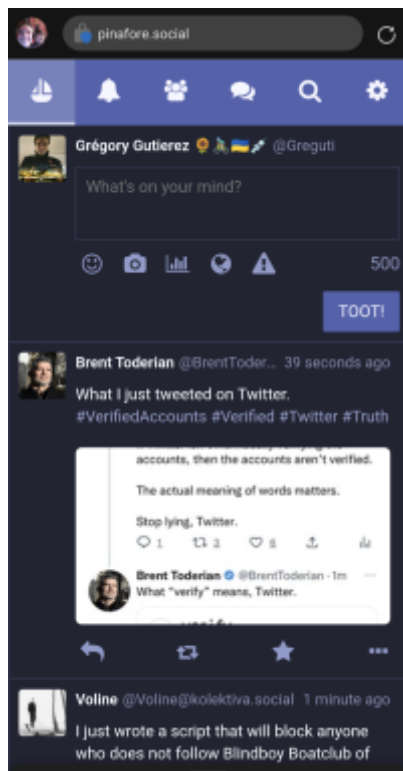 pinafore.social
Grégory Gutierez 🌻🚴🇺🇦💉 @Greguti
What's on your mind?
500
TOOT!
Brent Toderian @BrentToder.. 39 seconds ago
What I just tweeted on Twitter.
#VerifiedAccounts #Verified #Twitter #Truth
accounts, then the accounts aren't verified.
The actual meaning of words matters.
Stop lying, Twitter.
1 3 8
Brent Toderian @BrentToderian · 1m
What "verify" means, Twitter.
Voline @Voline@kolektiva.social 1 minute ago
I just wrote a script that will block anyone
who does not follow Blindboy Boatclub of